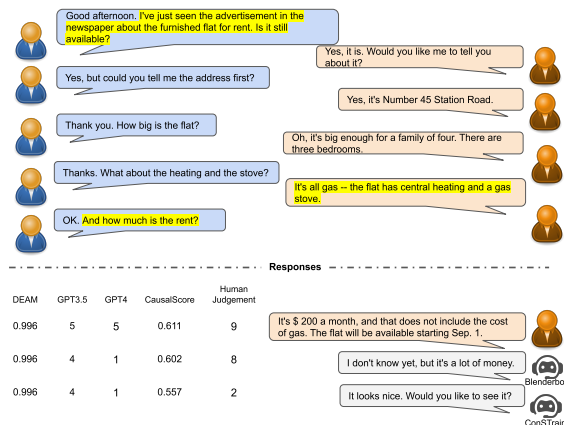 Good afternoon. I've just seen the advertisement in the
newspaper about the furnished flat for rent. Is it still
available?
Yes, it is. Would you like me to tell you
about it?
Yes, but could you tell me the address first?
Yes, it's Number 45 Station Road.
Thank you. How big is the flat?
Oh, it's big enough for a family of four. There are
three bedrooms.
Thanks. What about the heating and the stove?
It's all gas -- the flat has central heating and a gas
stove.
OK. And how much is the rent?
Responses
DEAM GPT3.5 GPT4 CausalScore Human
Judgement
0.996 5 5 0.611 9
It's $ 200 a month, and that does not include the cost
of gas. The flat will be available starting Sep. 1.
0.996 4 1 0.602 8
I don't know yet, but it's a lot of money.
Blenderbo
0.996 4 1 0.557 2
It looks nice. Would you like to see it?
ConSTrai